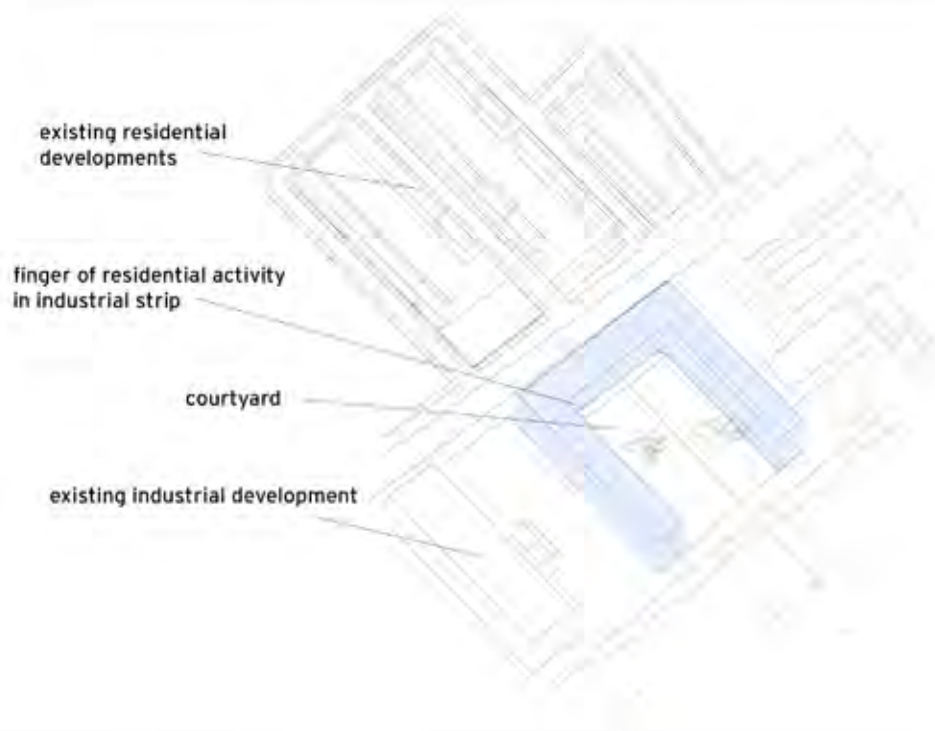 existing residential
developments
finger of residential activity
in industrial strip
courtyard
existing industrial development